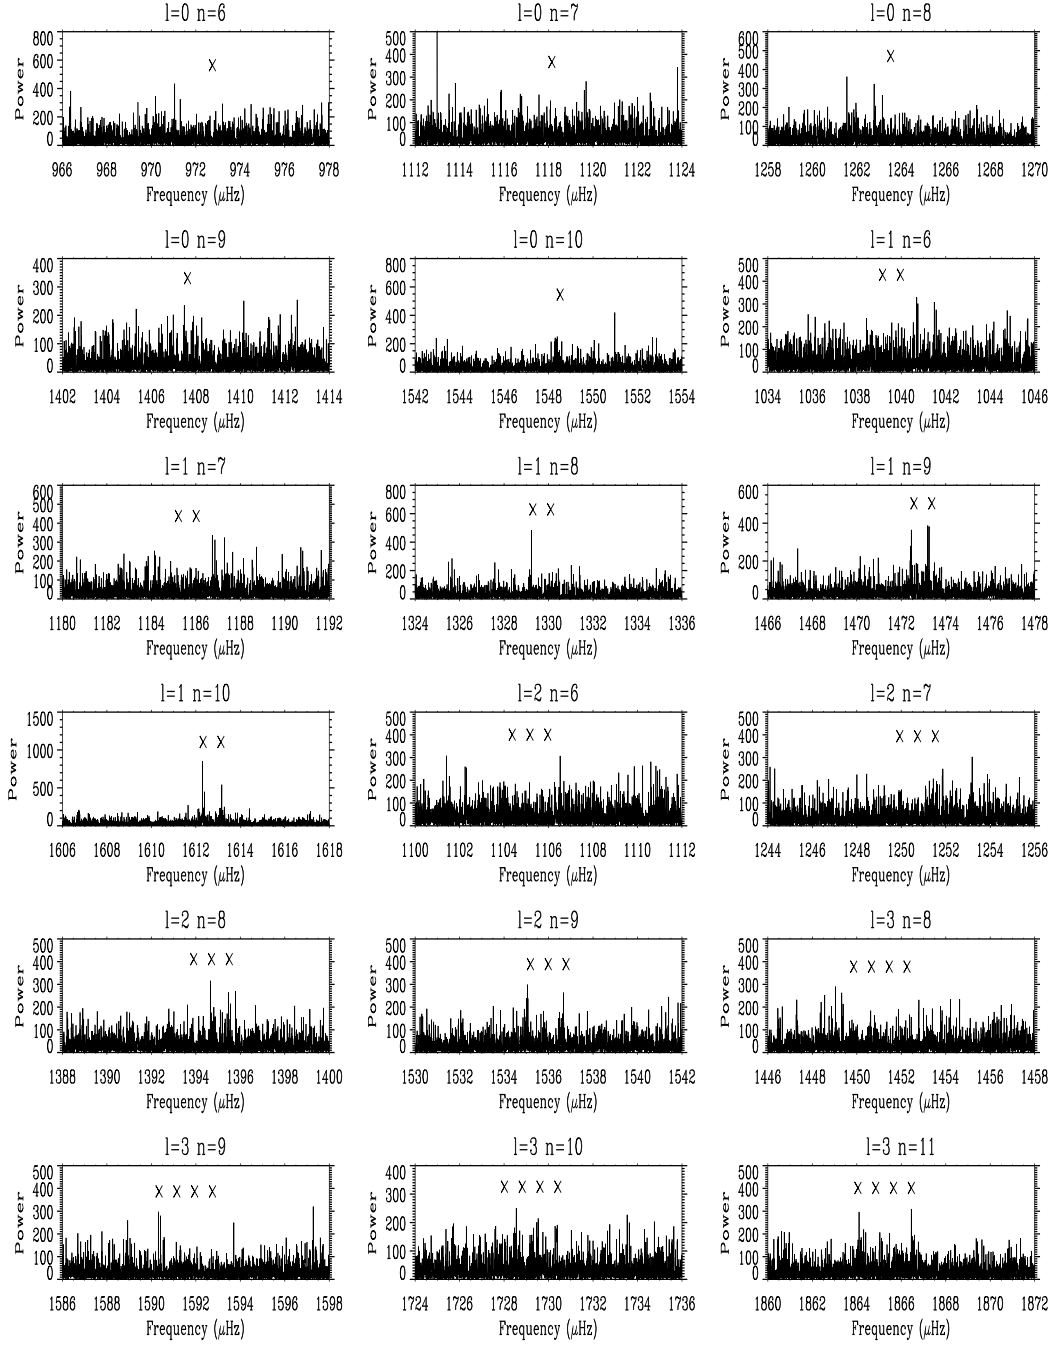 l=0 n=6 l=0 n=7 l=0 n=8
800 500 600
600 400 500
400 300 400
200 200 300
0 100 200
0 100
0
Power Power Power
966 968 970 972 974 976 978 1112 1114 1116 1118 1120 1122 1124 1258 1260 1262 1264 1266 1268 1270
Frequency (μHz) Frequency (μHz) Frequency (μHz)
l=0 n=9 l=0 n=10 l=1 n=6
400 800 500
300 600 400
200 400 300
100 200 200
0 0 100
0
Power Power Power
1402 1404 1406 1408 1410 1412 1414 1542 1544 1546 1548 1550 1552 1554 1034 1036 1038 1040 1042 1044 1046
Frequency (μHz) Frequency (μHz) Frequency (μHz)
l=1 n=7 l=1 n=8 l=1 n=9
600 800 600
500 600 400
400 400 200
300 200 0
200 0
100
0
Power Power Power
1180 1182 1184 1186 1188 1190 1192 1324 1326 1328 1330 1332 1334 1336 1466 1468 1470 1472 1474 1476 1478
Frequency (μHz) Frequency (μHz) Frequency (μHz)
l=1 n=10 l=2 n=6 l=2 n=7
1500 500 500
1000 400 400
500 300 300
0 200 200
100 100
0 0
Power Power Power
1606 1608 1610 1612 1614 1616 1618 1100 1102 1104 1106 1108 1110 1112 1244 1246 1248 1250 1252 1254 1256
Frequency (μHz) Frequency (μHz) Frequency (μHz)
l=2 n=8 l=2 n=9 l=3 n=8
500 500 500
400 400 400
300 300 300
200 200 200
100 100 100
0 0 0
Power Power Power
1388 1390 1392 1394 1396 1398 1400 1530 1532 1534 1536 1538 1540 1542 1446 1448 1450 1452 1454 1456 1458
Frequency (μHz) Frequency (μHz) Frequency (μHz)
l=3 n=9 l=3 n=10 l=3 n=11
500 400 500
400 300 400
300 200 300
200 100 200
100 0 100
0 0
Power Power Power
1586 1588 1590 1592 1594 1596 1598 1724 1726 1728 1730 1732 1734 1736 1860 1862 1864 1866 1868 1870 1872
Frequency (μHz) Frequency (μHz) Frequency (μHz)